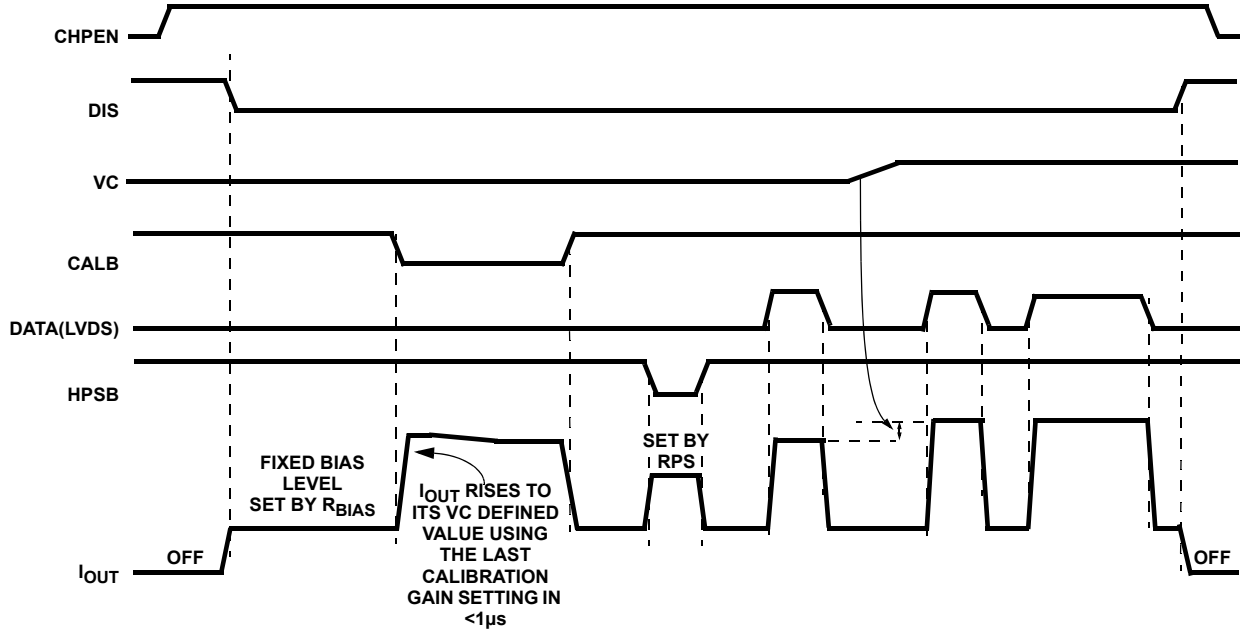 CHPEN
DIS
VC
CALB
DATA(LVDS)
HPSB
FIXED BIAS
LEVEL
SET BY RBIAS
IOUT RISES TO
ITS VC DEFINED
VALUE USING
THE LAST
CALIBRATION
GAIN SETTING IN
<1µs
SET BY
RPS
OFF
IOUT
OFF